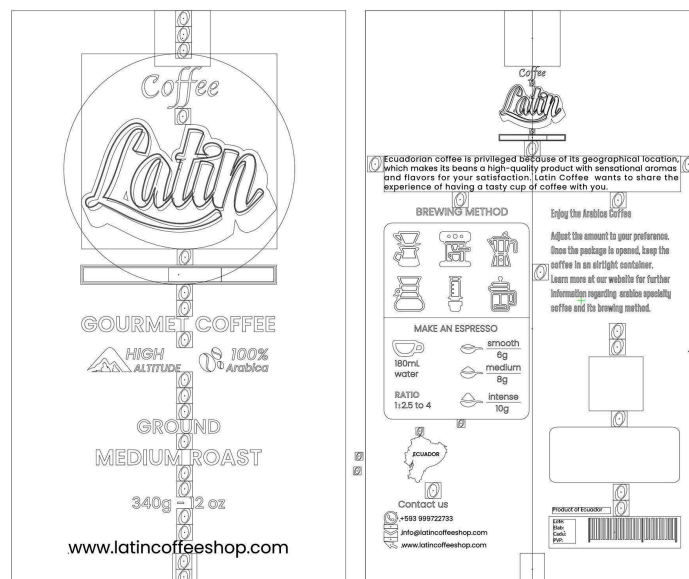 Coffee
Latin
GOURMET COFFEE
HIGH
ALTITUDE
100%
Arabica
GROUND
MEDIUM ROAST
340g - 12 oz
www.latincoffeeshop.com
Coffee
Latin
Ecuadorian coffee is privileged because of its geographical location,
which makes its beans a high-quality product with sensational aromas
and flavors for your satisfaction. Latin Coffee wants to share the
experience of having a tasty cup of coffee with you.
BREWING METHOD
MAKE AN ESPRESSO
180mL
water
RATIO
1:2.5 to 4
smooth
6g
medium
8g
intense
10g
ECUADOR
Contact us
+593 999722733
info@latincoffeeshop.com
www.latincoffeeshop.com
Enjoy the Arabica Coffee
Adjust the amount to your preference.
Once the package is opened, keep the
coffee in an airtight container.
Learn more at our website for further
information regarding arabica specialty
coffee and its brewing method.
Product of Ecuador
Lote:
Elab:
Cadu:
PVP: